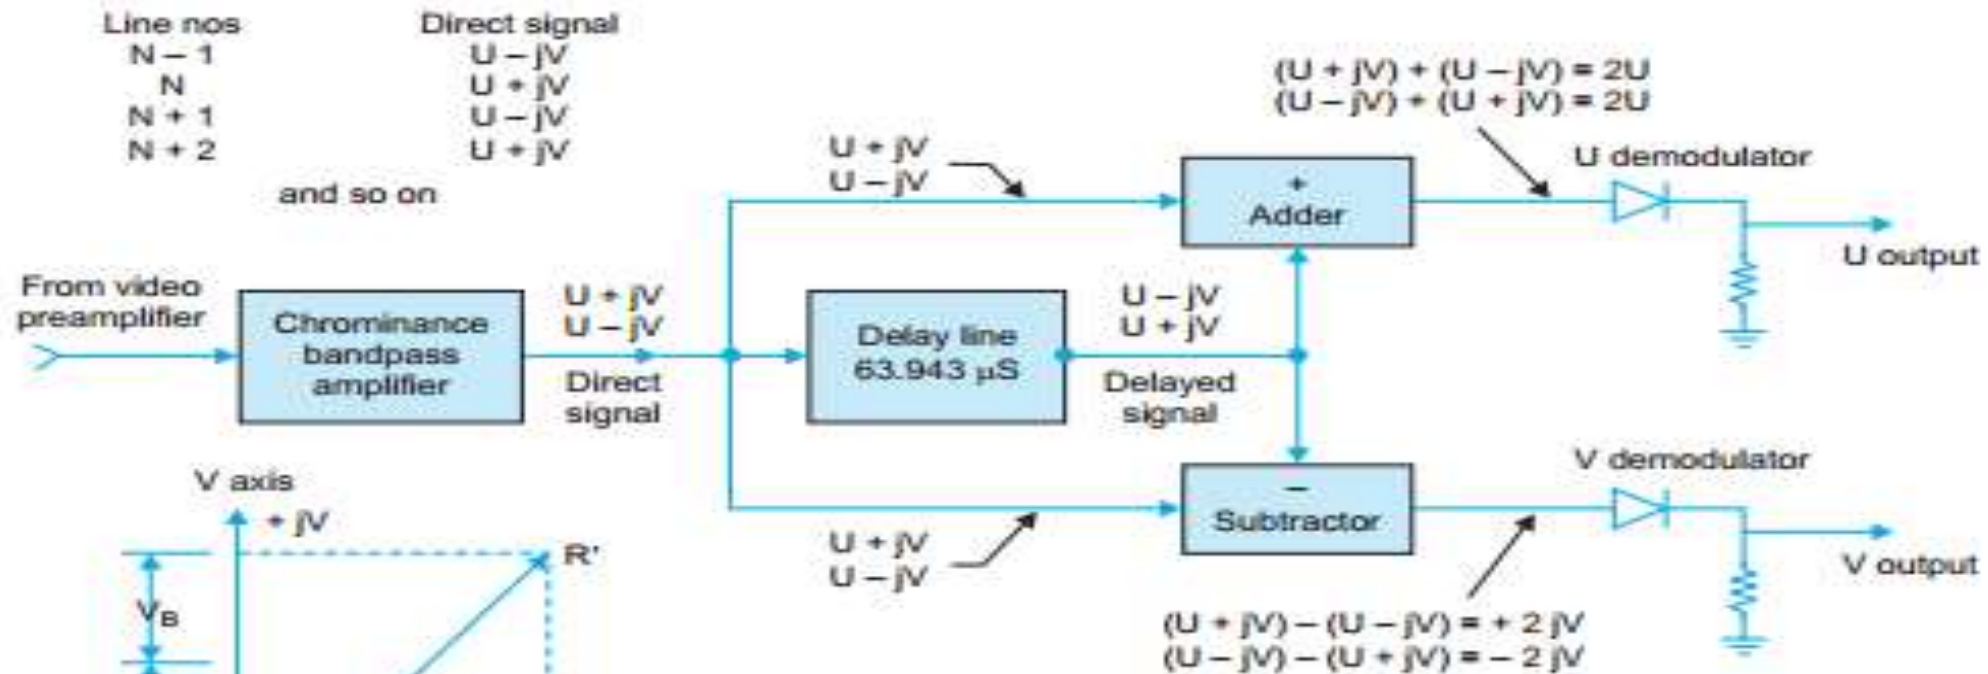 Line nos
N – 1
N
N + 1
N + 2
Direct signal
U – jV
U + jV
U – jV
U + jV
and so on
(U + jV) + (U – jV) = 2U
(U – jV) + (U + jV) = 2U
U + jV
U – jV
+
Adder
U demodulator
U output
From video
preamplifier
Chrominance
bandpass
amplifier
U + jV
U – jV
Direct
signal
Delay line
63.943 µS
U – jV
U + jV
Delayed
signal
V axis
+ jV
R'
V_B
U + jV
U – jV
–
Subtractor
V demodulator
V output
(U + jV) – (U – jV) = + 2 jV
(U – jV) – (U + jV) = – 2 jV